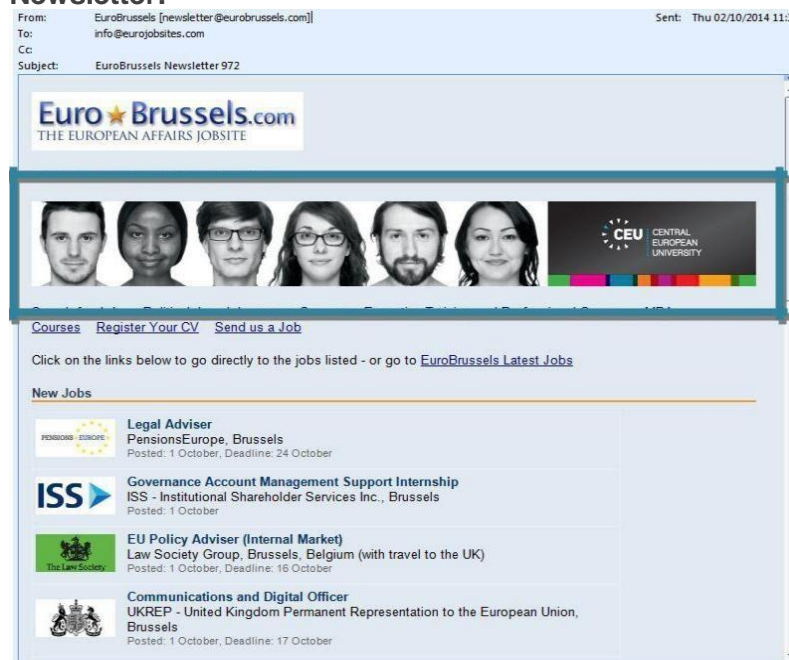 Newsletter:
From: EuroBrussels [newsletter@eurobrussels.com] Sent: Thu 02/10/2014 11:
To: info@eurojobsites.com
Cc:
Subject: EuroBrussels Newsletter 972
Euro Brussels.com
THE EUROPEAN AFFAIRS JOBSITE
CEU CENTRAL
EUROPEAN
UNIVERSITY
Courses Register Your CV Send us a Job
Click on the links below to go directly to the jobs listed - or go to EuroBrussels Latest Jobs
New Jobs
PENSIONS EUROPE
Legal Adviser
PensionsEurope, Brussels
Posted: 1 October, Deadline: 24 October
ISS
Governance Account Management Support Internship
ISS - Institutional Shareholder Services Inc., Brussels
Posted: 1 October
The Law Society
EU Policy Adviser (Internal Market)
Law Society Group, Brussels, Belgium (with travel to the UK)
Posted: 1 October, Deadline: 16 October
Communications and Digital Officer
UKREP - United Kingdom Permanent Representation to the European Union,
Brussels
Posted: 1 October, Deadline: 17 October